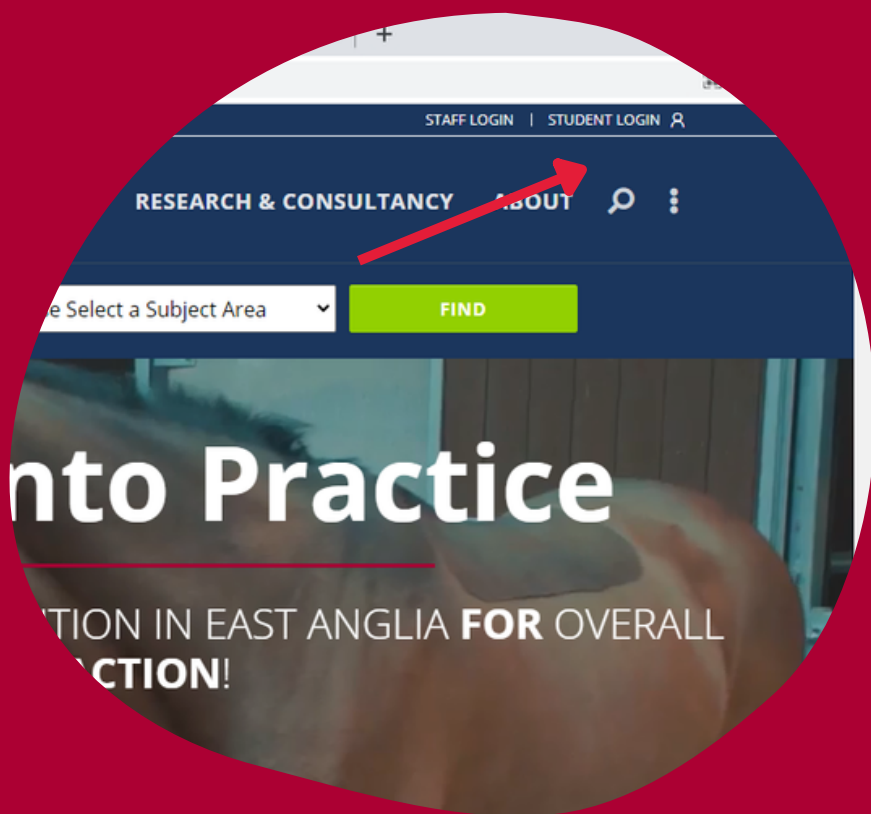 STAFF LOGIN | STUDENT LOGIN
RESEARCH & CONSULTANCY ABOUT
Select a Subject Area
FIND
nto Practice
TION IN EAST ANGLIA FOR OVERALL
CTION!